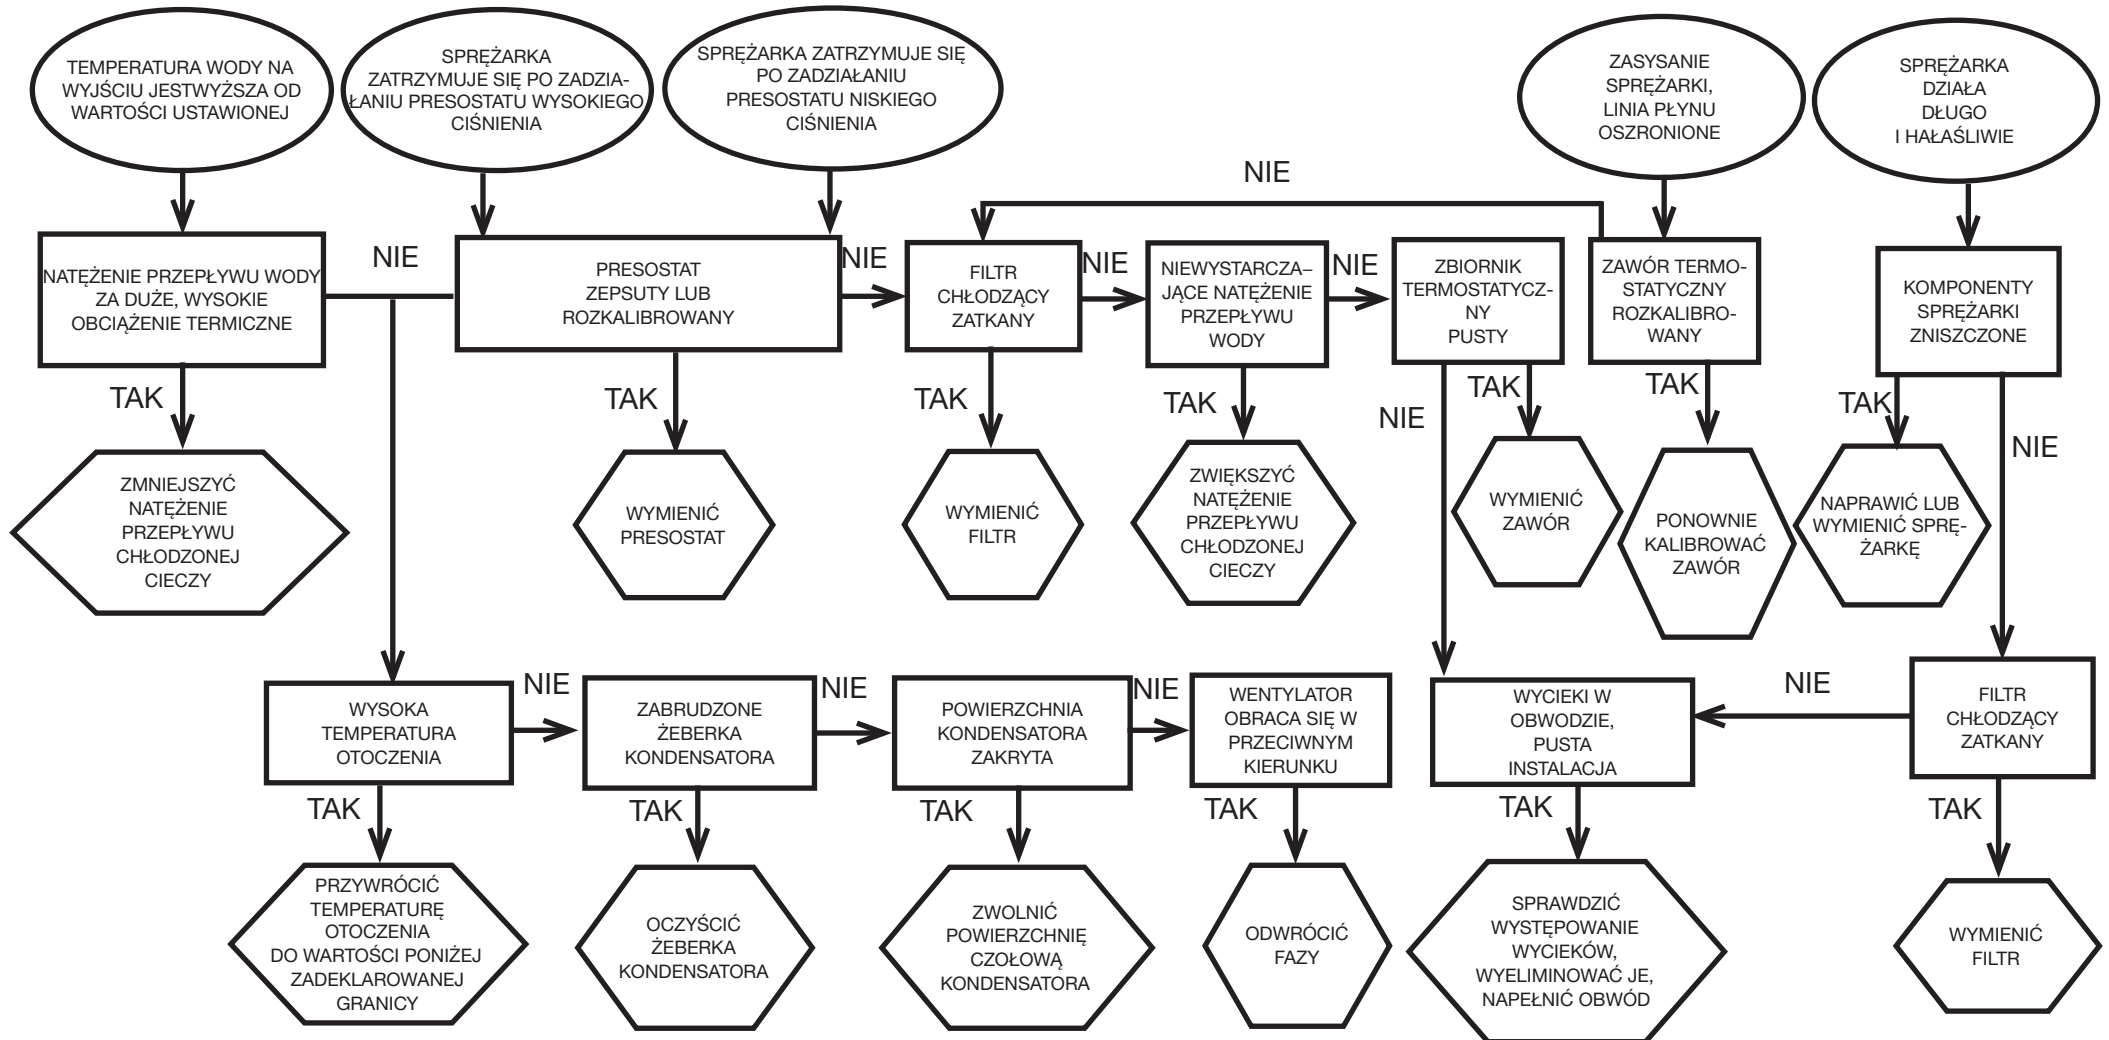 TEMPERATURA WODY NA
WYJŚCIU JESTWYŻSZA OD
WARTOŚCI USTAWIONEJ
SPRĘŻARKA
ZATRZYMUJE SIĘ PO ZADZIA-
ŁANIU PRESOSTATU WYSOKIEGO
CIŚNIENIA
SPRĘŻARKA ZATRZYMUJE SIĘ
PO ZADZIAŁANIU
PRESOSTATU NISKIEGO
CIŚNIENIA
ZASYSANIE
SPRĘŻARKI,
LINIA PŁYNU
OSZRONIONE
SPRĘŻARKA
DZIAŁA
DŁUGO
I HAŁAŚLIWIE
NIE
NATĘŻENIE PRZEPŁYWU WODY
ZA DUŻE, WYSOKIE
OBCIĄŻENIE TERMICZNE
NIE
PRESOSTAT
ZEPSUTY LUB
ROZKALIBROWANY
NIE
FILTR
CHŁODZĄCY
ZATKANY
NIE
NIEWYSTARCZA–
JĄCE NATĘŻENIE
PRZEPŁYWU
WODY
NIE
ZBIORNIK
TERMOSTATYCZ-
NY
PUSTY
ZAWÓR TERMO-
STATYCZNY
ROZKALIBRO-
WANY
KOMPONENTY
SPRĘŻARKI
ZNISZCZONE
TAK
TAK
TAK
TAK
NIE
TAK
TAK
TAK
NIE
ZMNIEJSZYĆ
NATĘŻENIE
PRZEPŁYWU
CHŁODZONEJ
CIECZY
WYMIENIĆ
PRESOSTAT
WYMIENIĆ
FILTR
ZWIĘKSZYĆ
NATĘŻENIE
PRZEPŁYWU
CHŁODZONEJ
CIECZY
WYMIENIĆ
ZAWÓR
PONOWNIE
KALIBROWAĆ
ZAWÓR
NAPRAWIĆ LUB
WYMIENIĆ SPRĘ-
ŻARKĘ
WYSOKA
TEMPERATURA
OTOCZENIA
NIE
ZABRUDZONE
ŻEBERKA
KONDENSATORA
NIE
POWIERZCHNIA
KONDENSATORA
ZAKRYTA
NIE
WENTYLATOR
OBRACA SIĘ W
PRZECIWNYM
KIERUNKU
WYCIEKI W
OBWODZIE,
PUSTA
INSTALACJA
NIE
FILTR
CHŁODZĄCY
ZATKANY
TAK
TAK
TAK
TAK
TAK
TAK
PRZYWRÓCIĆ
TEMPERATURĘ
OTOCZENIA
DO WARTOŚCI PONIŻEJ
ZADEKLAROWANEJ
GRANICY
OCZYŚCIĆ
ŻEBERKA
KONDENSATORA
ZWOLNIĆ
POWIERZCHNIĘ
CZOŁOWĄ
KONDENSATORA
ODWRÓCIĆ
FAZY
SPRAWDZIĆ
WYSTĘPOWANIE
WYCIEKÓW,
WYELIMINOWAĆ JE,
NAPEŁNIĆ OBWÓD
WYMIENIĆ
FILTR